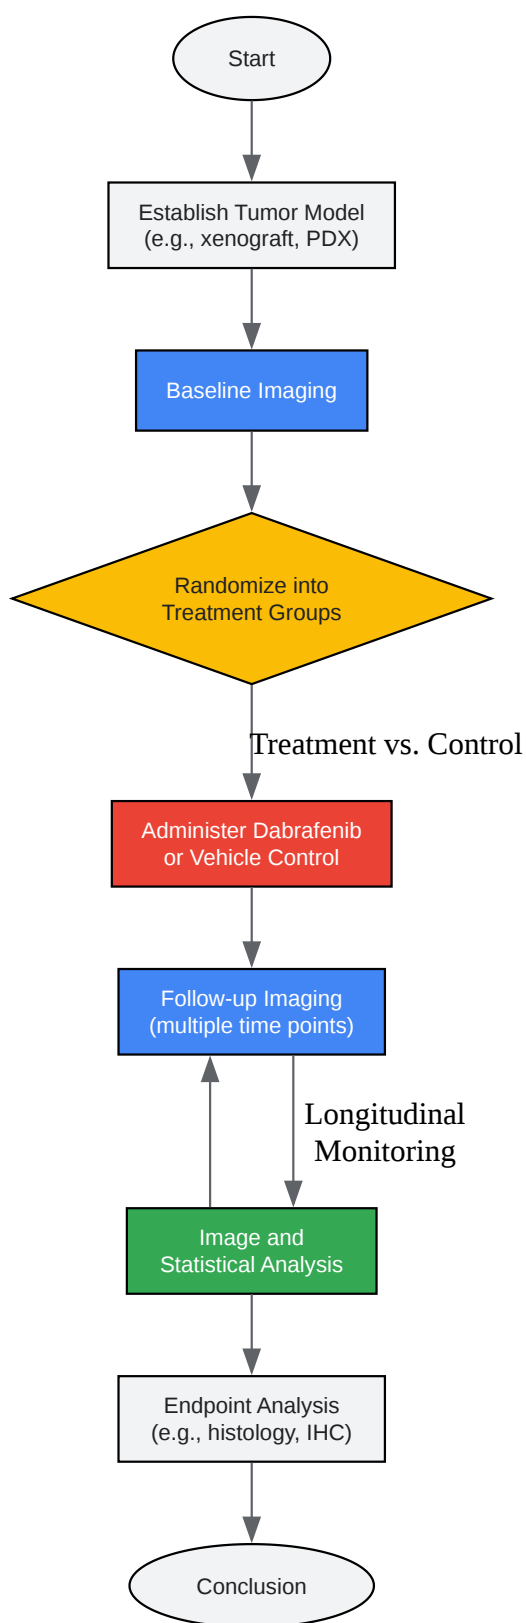 Start
Establish Tumor Model
(e.g., xenograft, PDX)
Baseline Imaging
Randomize into
Treatment Groups
Treatment vs. Control
Administer Dabrafenib
or Vehicle Control
Follow-up Imaging
(multiple time points)
Longitudinal
Monitoring
Image and
Statistical Analysis
Endpoint Analysis
(e.g., histology, IHC)
Conclusion